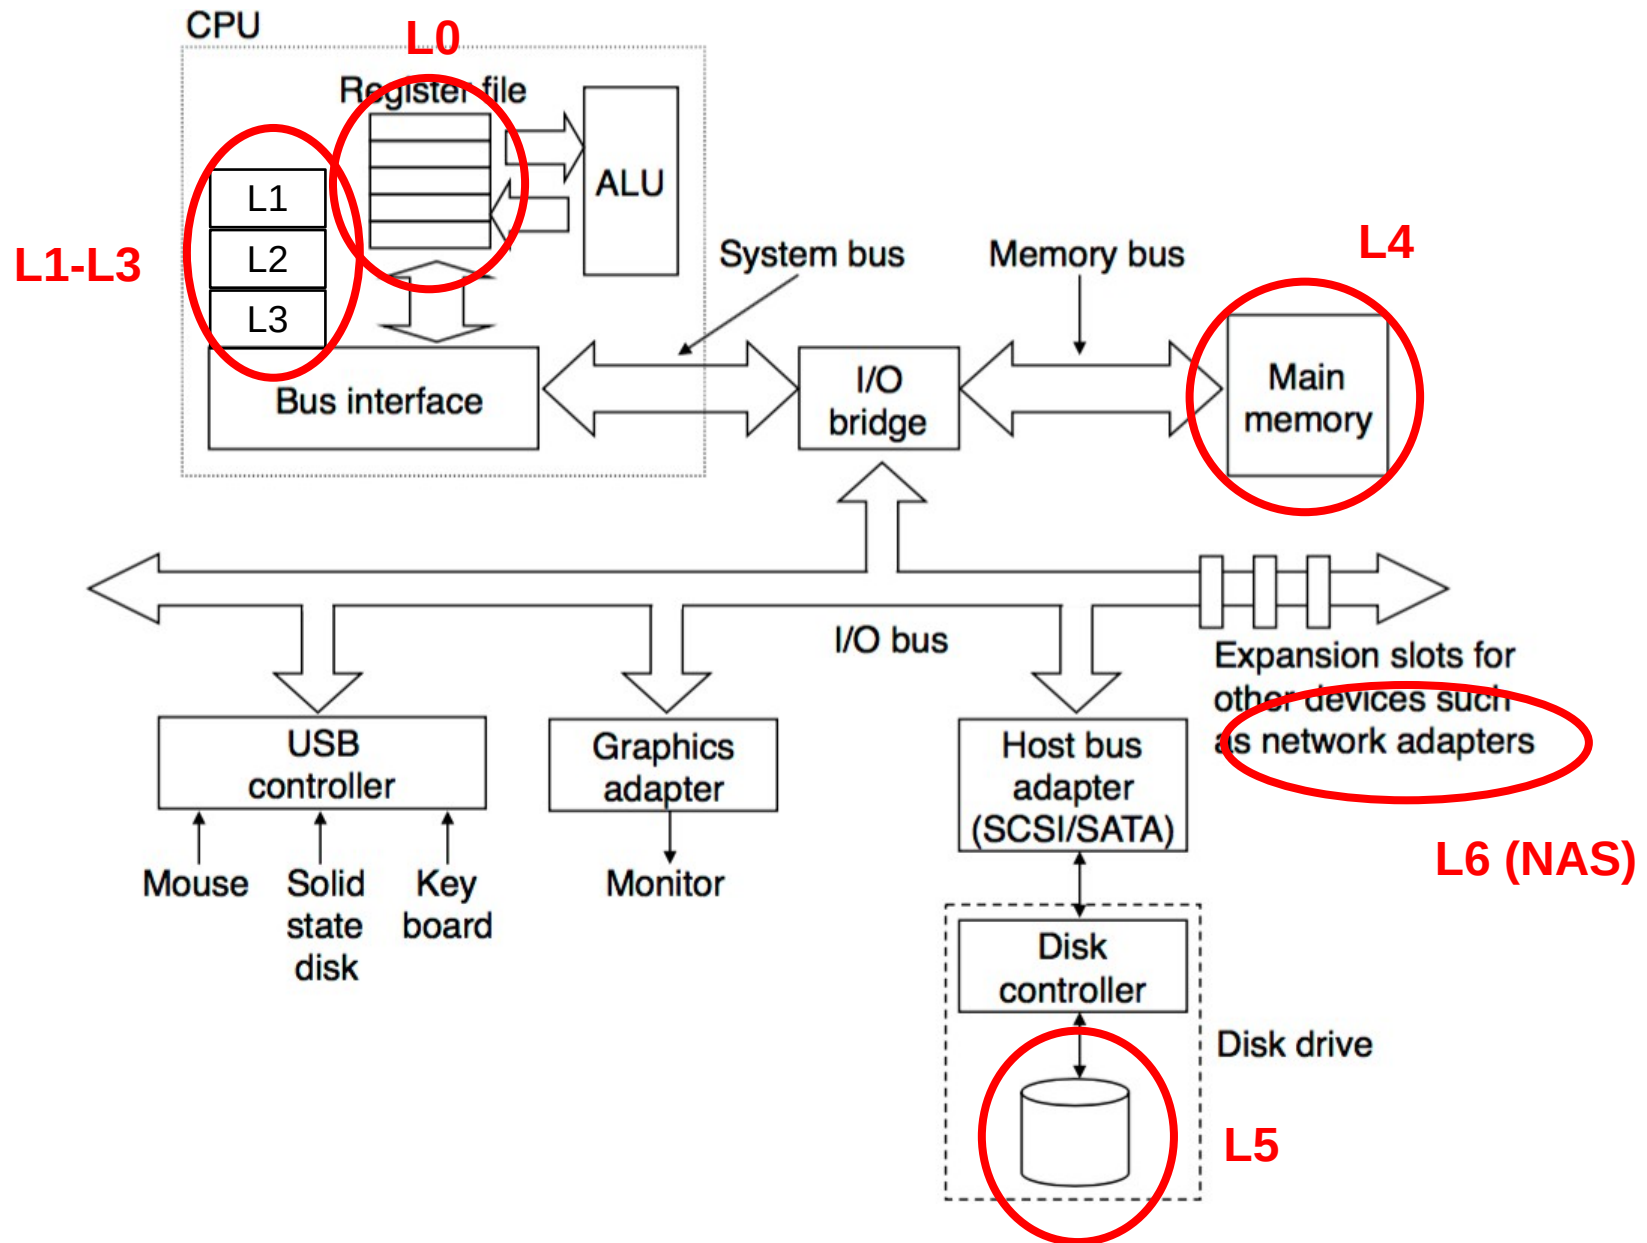 CPU
L0
Register file
ALU
L1
L2
L3
L1-L3
Bus interface
System bus
Memory bus
I/O
bridge
L4
Main
memory
I/O bus
Expansion slots for
other devices such
as network adapters
L6 (NAS)
USB
controller
Graphics
adapter
Host bus
adapter
(SCSI/SATA)
Mouse
Solid
state
disk
Key
board
Monitor
Disk
controller
Disk drive
L5